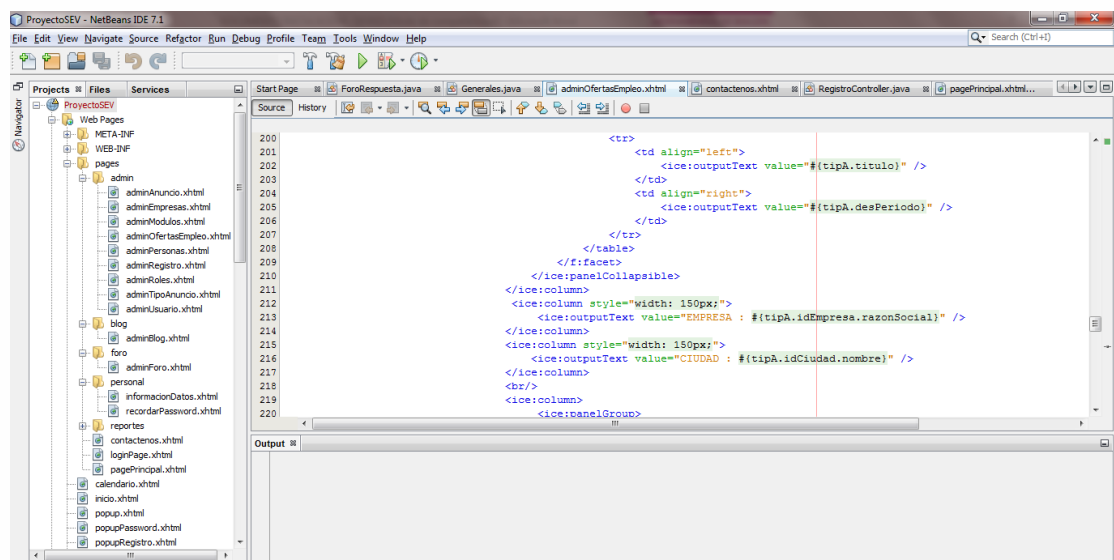 ProyectoSEV - NetBeans IDE 7.1
File Edit View Navigate Source Refactor Run Debug Profile Team Tools Window Help
Search (Ctrl+I)
Projects Files Services
Navigator
ProyectoSEV
Web Pages
META-INF
WEB-INF
pages
admin
adminAnuncio.xhtml
adminEmpresas.xhtml
adminModulos.xhtml
adminOfertasEmpleo.xhtml
adminPersonas.xhtml
adminRegistro.xhtml
adminRoles.xhtml
adminTipoAnuncio.xhtml
adminUsuario.xhtml
blog
adminBlog.xhtml
foro
adminForo.xhtml
personal
informacionDatos.xhtml
recordarPassword.xhtml
reportes
contactenos.xhtml
loginPage.xhtml
pagePrincipal.xhtml
calendario.xhtml
inicio.xhtml
popup.xhtml
popupPassword.xhtml
popupRegistro.xhtml
Start Page ForoRespuesta.java Generales.java adminOfertasEmpleo.xhtml contactenos.xhtml RegistroController.java pagePrincipal.xhtml...
Source History
200 <tr>
201 <td align="left">
202 <ice:outputText value="#{tipA.titulo}" />
203 </td>
204 <td align="right">
205 <ice:outputText value="#{tipA.desPeriodo}" />
206 </td>
207 </tr>
208 </table>
209 </f:facet>
210 </ice:panelCollapsible>
211 </ice:column>
212 <ice:column style="width: 150px;">
213 <ice:outputText value="EMPRESA : #{tipA.idEmpresa.razonSocial}" />
214 </ice:column>
215 <ice:column style="width: 150px;">
216 <ice:outputText value="CIUDAD : #{tipA.idCiudad.nombre}" />
217 </ice:column>
218 <br/>
219 <ice:column>
220 <ice:panelGroup>
Output